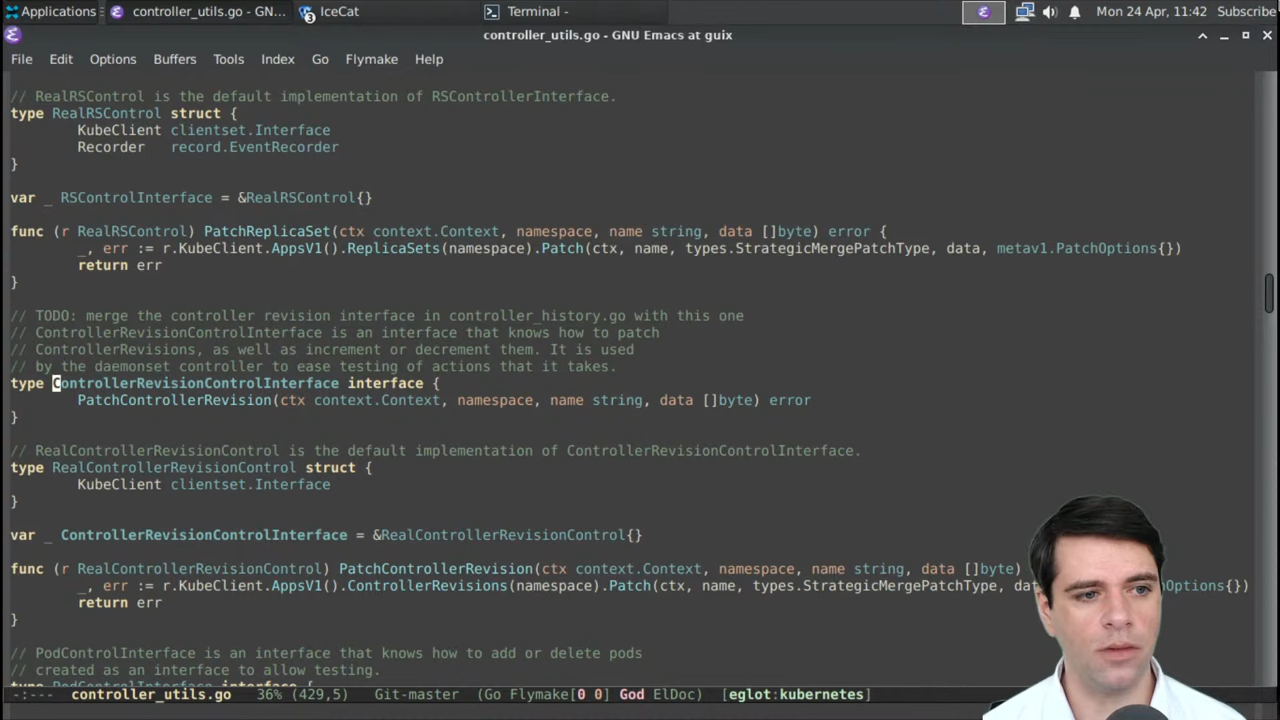 Applications
controller_utils.go - GN...
3
IceCat
Terminal -
Mon 24 Apr, 11:42
Subscribe
controller_utils.go - GNU Emacs at guix
File Edit Options Buffers Tools Index Go Flymake Help
// RealRSControl is the default implementation of RSControllerInterface.
type RealRSControl struct {
KubeClient clientset.Interface
Recorder   record.EventRecorder
}
var _ RSControlInterface = &RealRSControl{}
func (r RealRSControl) PatchReplicaSet(ctx context.Context, namespace, name string, data []byte) error {
_, err := r.KubeClient.AppsV1().ReplicaSets(namespace).Patch(ctx, name, types.StrategicMergePatchType, data, metav1.PatchOptions{})
return err
}
// TODO: merge the controller revision interface in controller_history.go with this one
// ControllerRevisionControlInterface is an interface that knows how to patch
// ControllerRevisions, as well as increment or decrement them. It is used
// by the daemonset controller to ease testing of actions that it takes.
type ControllerRevisionControlInterface interface {
PatchControllerRevision(ctx context.Context, namespace, name string, data []byte) error
}
// RealControllerRevisionControl is the default implementation of ControllerRevisionControlInterface.
type RealControllerRevisionControl struct {
KubeClient clientset.Interface
}
var _ ControllerRevisionControlInterface = &RealControllerRevisionControl{}
func (r RealControllerRevisionControl) PatchControllerRevision(ctx context.Context, namespace, name string, data []byte)
_, err := r.KubeClient.AppsV1().ControllerRevisions(namespace).Patch(ctx, name, types.StrategicMergePatchType, da Options{})
return err
}
// PodControlInterface is an interface that knows how to add or delete pods
// created as an interface to allow testing.
type PodControlInterface interface {
-:--- controller_utils.go 36% (429,5) Git-master (Go Flymake[0 0] God ElDoc) [eglot:kubernetes]